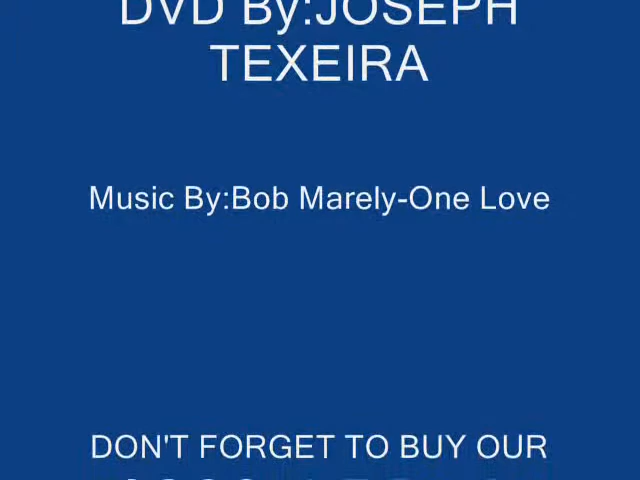 DVD By:JOSEPH
TEXEIRA
Music By:Bob Marely-One Love
DON'T FORGET TO BUY OUR